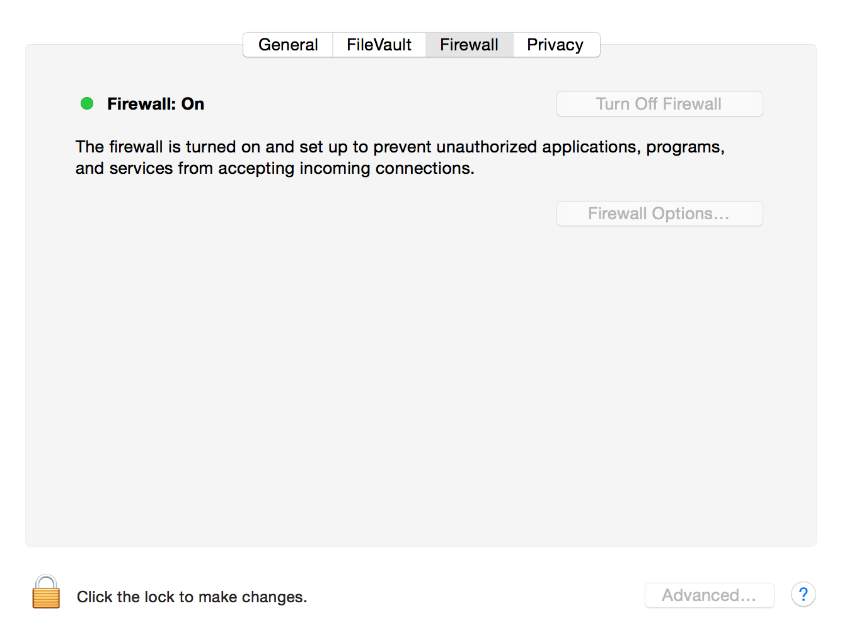 General FileVault Firewall Privacy
Firewall: On Turn Off Firewall
The firewall is turned on and set up to prevent unauthorized applications, programs,
and services from accepting incoming connections.
Firewall Options...
Click the lock to make changes. Advanced... ?